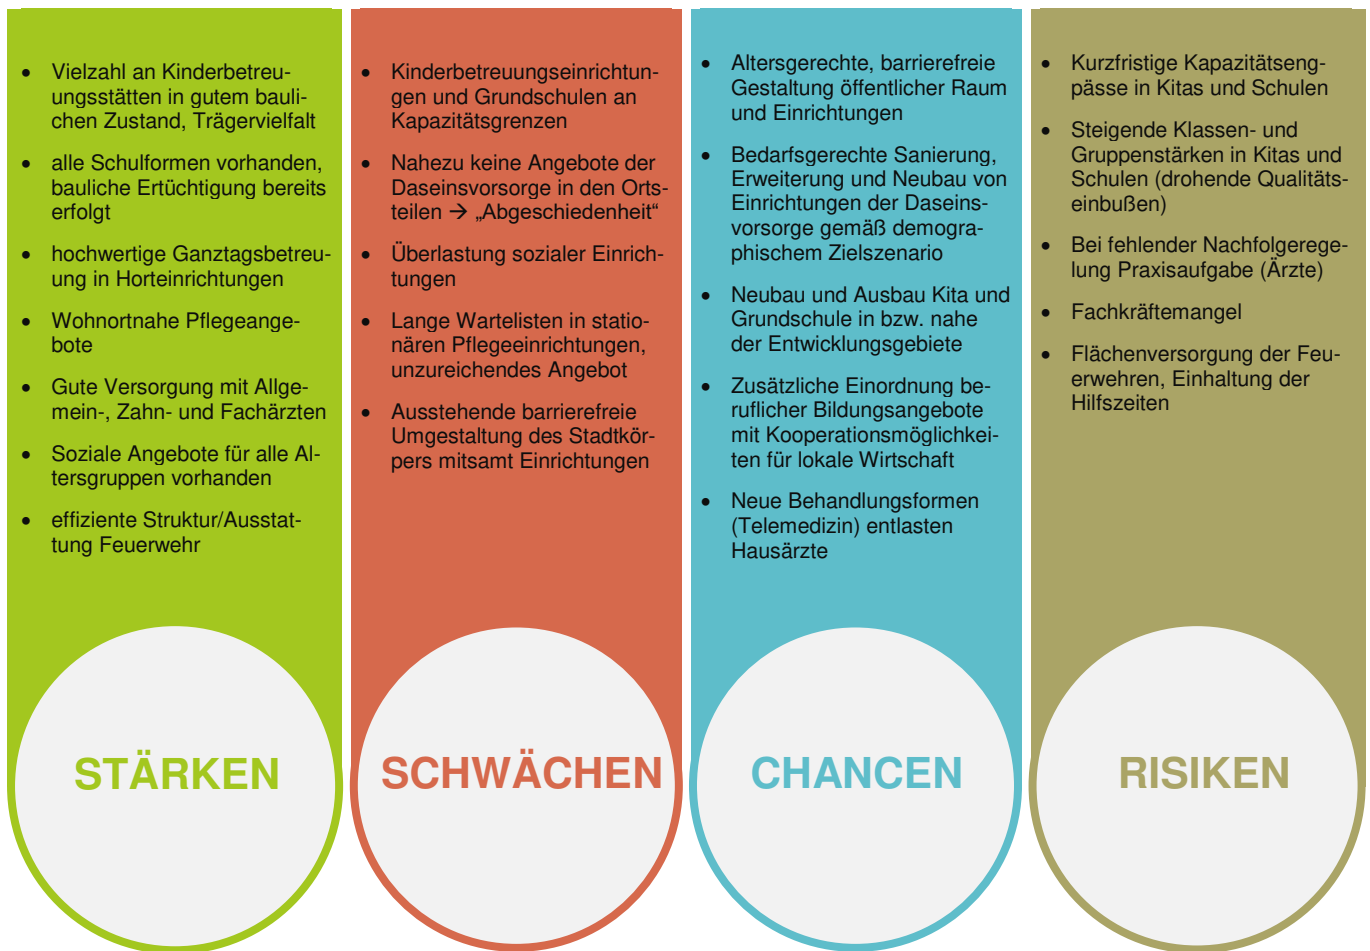 • Vielzahl an Kinderbetreu-
ungsstätten in gutem bauli-
chen Zustand, Trägervielfalt
• alle Schulformen vorhanden,
bauliche Ertüchtigung bereits
erfolgt
• hochwertige Ganztagsbetreu-
ung in Horteinrichtungen
• Wohnortnahe Pflegeange-
bote
• Gute Versorgung mit Allge-
mein-, Zahn- und Fachärzten
• Soziale Angebote für alle Al-
tersgruppen vorhanden
• effiziente Struktur/Ausstat-
tung Feuerwehr
STÄRKEN
• Kinderbetreuungseinrichtun-
gen und Grundschulen an
Kapazitätsgrenzen
• Nahezu keine Angebote der
Daseinsvorsorge in den Orts-
teilen → „Abgeschiedenheit“
• Überlastung sozialer Einrich-
tungen
• Lange Wartelisten in statio-
nären Pflegeeinrichtungen,
unzureichendes Angebot
• Ausstehende barrierefreie
Umgestaltung des Stadtkör-
pers mitsamt Einrichtungen
SCHWÄCHEN
• Altersgerechte, barrierefreie
Gestaltung öffentlicher Raum
und Einrichtungen
• Bedarfsgerechte Sanierung,
Erweiterung und Neubau von
Einrichtungen der Daseins-
vorsorge gemäß demogra-
phischem Zielszenario
• Neubau und Ausbau Kita und
Grundschule in bzw. nahe
der Entwicklungsgebiete
• Zusätzliche Einordnung be-
ruflicher Bildungsangebote
mit Kooperationsmöglichkei-
ten für lokale Wirtschaft
• Neue Behandlungsformen
(Telemedizin) entlasten
Hausärzte
CHANCEN
• Kurzfristige Kapazitätseng-
pässe in Kitas und Schulen
• Steigende Klassen- und
Gruppenstärken in Kitas und
Schulen (drohende Qualitäts-
einbußen)
• Bei fehlender Nachfolgerege-
lung Praxisaufgabe (Ärzte)
• Fachkräftemangel
• Flächenversorgung der Feu-
erwehren, Einhaltung der
Hilfszeiten
RISIKEN